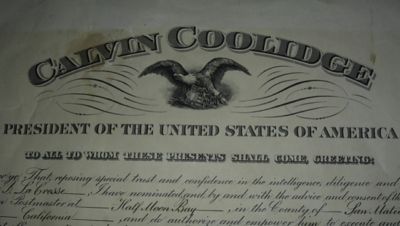 CALVIN COOLIDGE
PRESIDENT OF THE UNITED STATES OF AMERICA
TO ALL TO WHOM THESE PRESENTS SHALL COME, GREETING:
That, reposing special trust and confidence in the intelligence, diligence and
La Crosse, I have nominated, and, by and with the advice and consent of the
Postmaster at Half Moon Bay, in the County of San Mateo
California, and do authorize and empower him to execute and